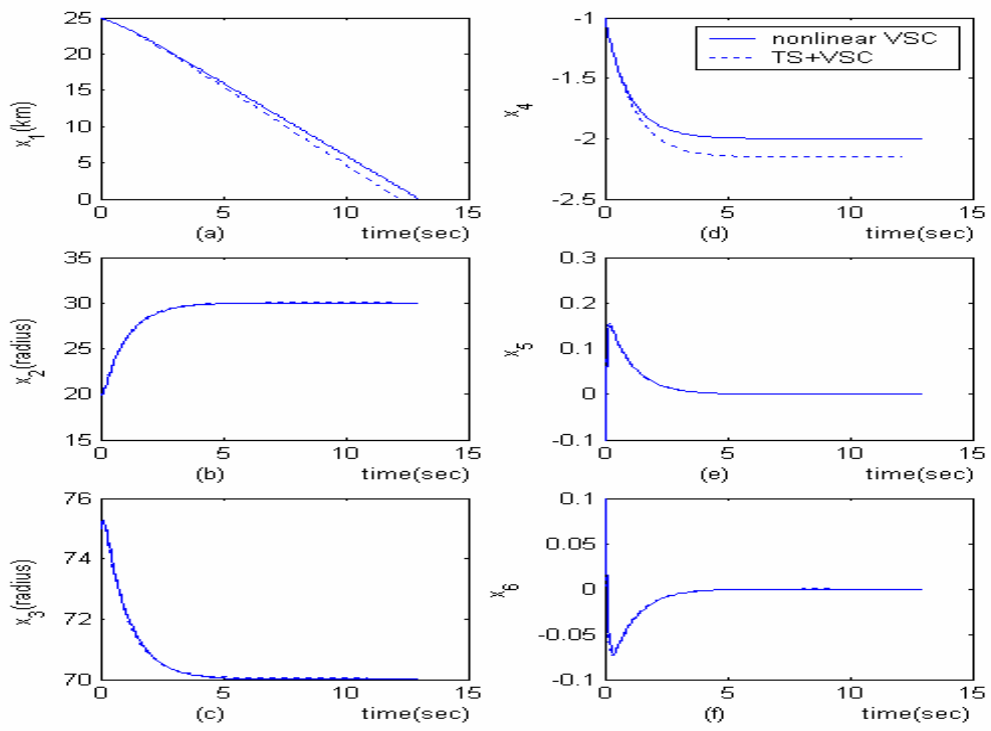 25
20
15
10
5
0
x1 (km)
0 5 10 15
(a) time(sec)
-1
-1.5
-2
-2.5
x4
nonlinear VSC
TS+VSC
0 5 10 15
(d) time(sec)
35
30
25
20
15
x2(radius)
0 5 10 15
(b) time(sec)
0.3
0.2
0.1
0
-0.1
x5
0 5 10 15
(e) time(sec)
76
74
72
70
x3(radius)
0 5 10 15
(c) time(sec)
0.1
0.05
0
-0.05
-0.1
x6
0 5 10 15
(f) time(sec)